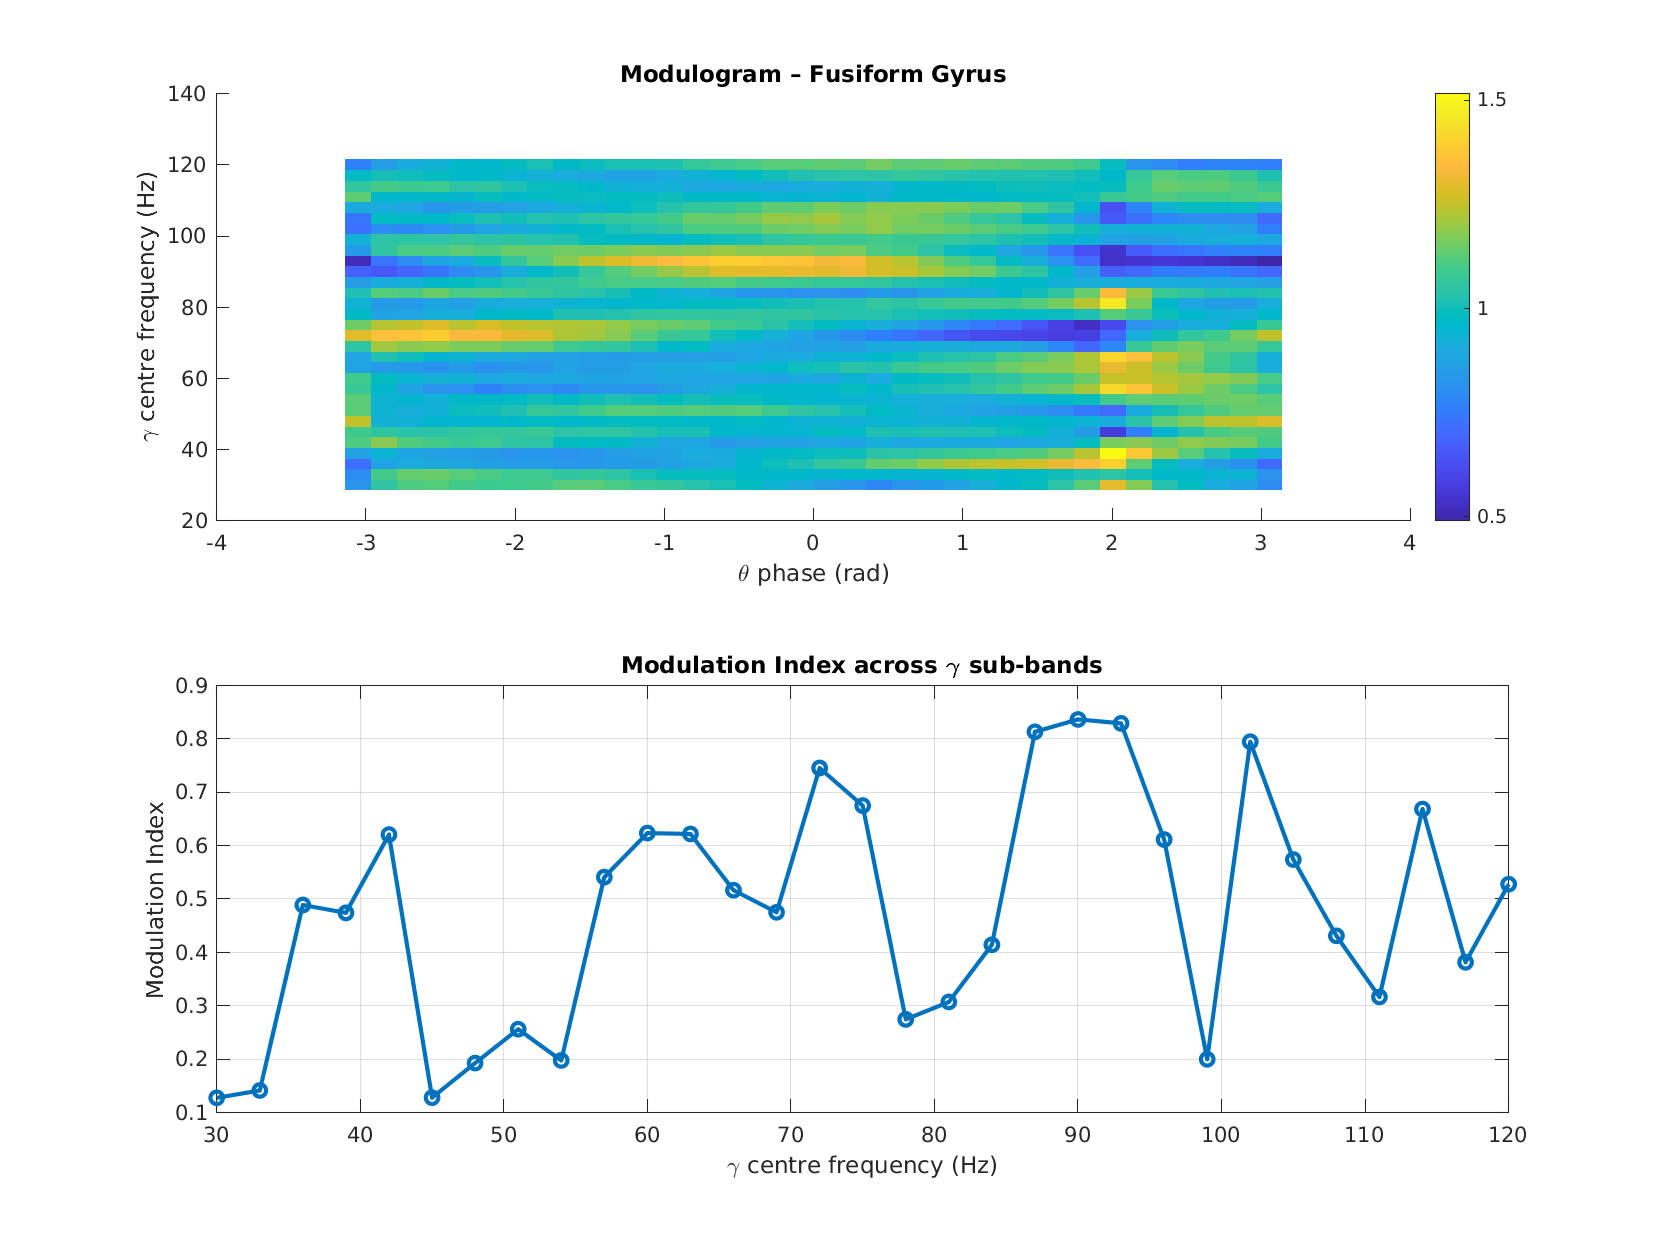 Modulogram – Fusiform Gyrus
γ centre frequency (Hz)
140
120
100
80
60
40
20
-4 -3 -2 -1 0 1 2 3 4
θ phase (rad)
1.5
1
0.5
Modulation Index across γ sub-bands
Modulation Index
0.9
0.8
0.7
0.6
0.5
0.4
0.3
0.2
0.1
30 40 50 60 70 80 90 100 110 120
γ centre frequency (Hz)